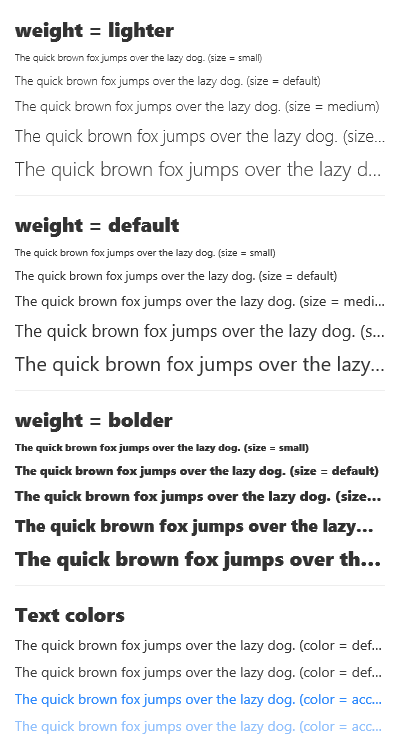 weight = lighter
The quick brown fox jumps over the lazy dog. (size = small)
The quick brown fox jumps over the lazy dog. (size = default)
The quick brown fox jumps over the lazy dog. (size = medium)
The quick brown fox jumps over the lazy dog. (size...
The quick brown fox jumps over the lazy d...
weight = default
The quick brown fox jumps over the lazy dog. (size = small)
The quick brown fox jumps over the lazy dog. (size = default)
The quick brown fox jumps over the lazy dog. (size = medi...
The quick brown fox jumps over the lazy dog. (s...
The quick brown fox jumps over the lazy...
weight = bolder
The quick brown fox jumps over the lazy dog. (size = small)
The quick brown fox jumps over the lazy dog. (size = default)
The quick brown fox jumps over the lazy dog. (size...
The quick brown fox jumps over the lazy...
The quick brown fox jumps over th...
Text colors
The quick brown fox jumps over the lazy dog. (color = def...
The quick brown fox jumps over the lazy dog. (color = def...
The quick brown fox jumps over the lazy dog. (color = acc...
The quick brown fox jumps over the lazy dog. (color = acc...